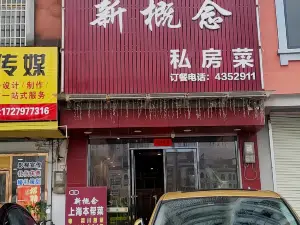 新概念
私房菜
订餐电话：4352911
传媒
设计/制作/
一站式服务
1727977316
新概念
上海本帮菜